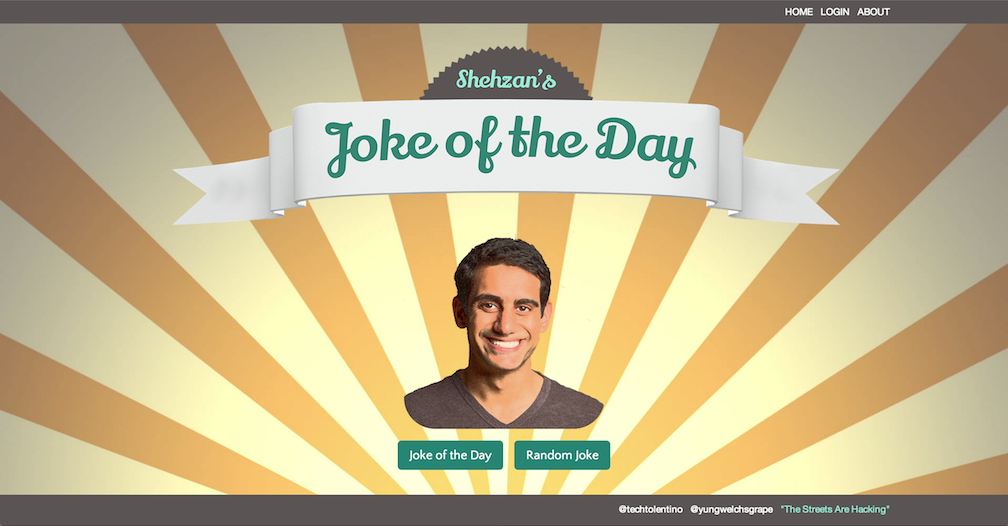 HOME LOGIN ABOUT
Shehzan's
Joke of the Day
Joke of the Day Random Joke
@techtolentino @yungwelchsgrape "The Streets Are Hacking"